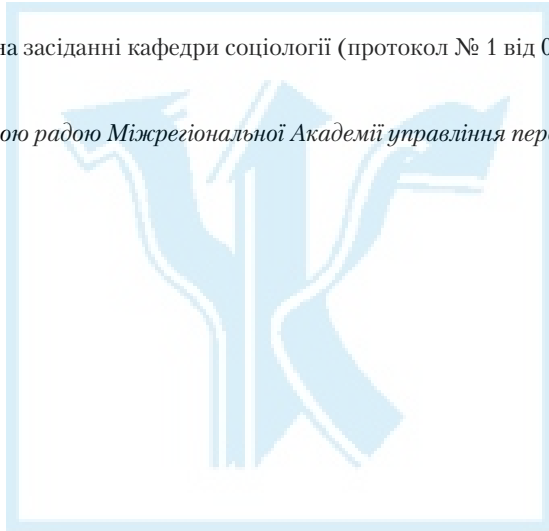 на засіданні кафедри соціології (протокол № 1 від 0
ою радою Міжрегіональної Академії управління пер